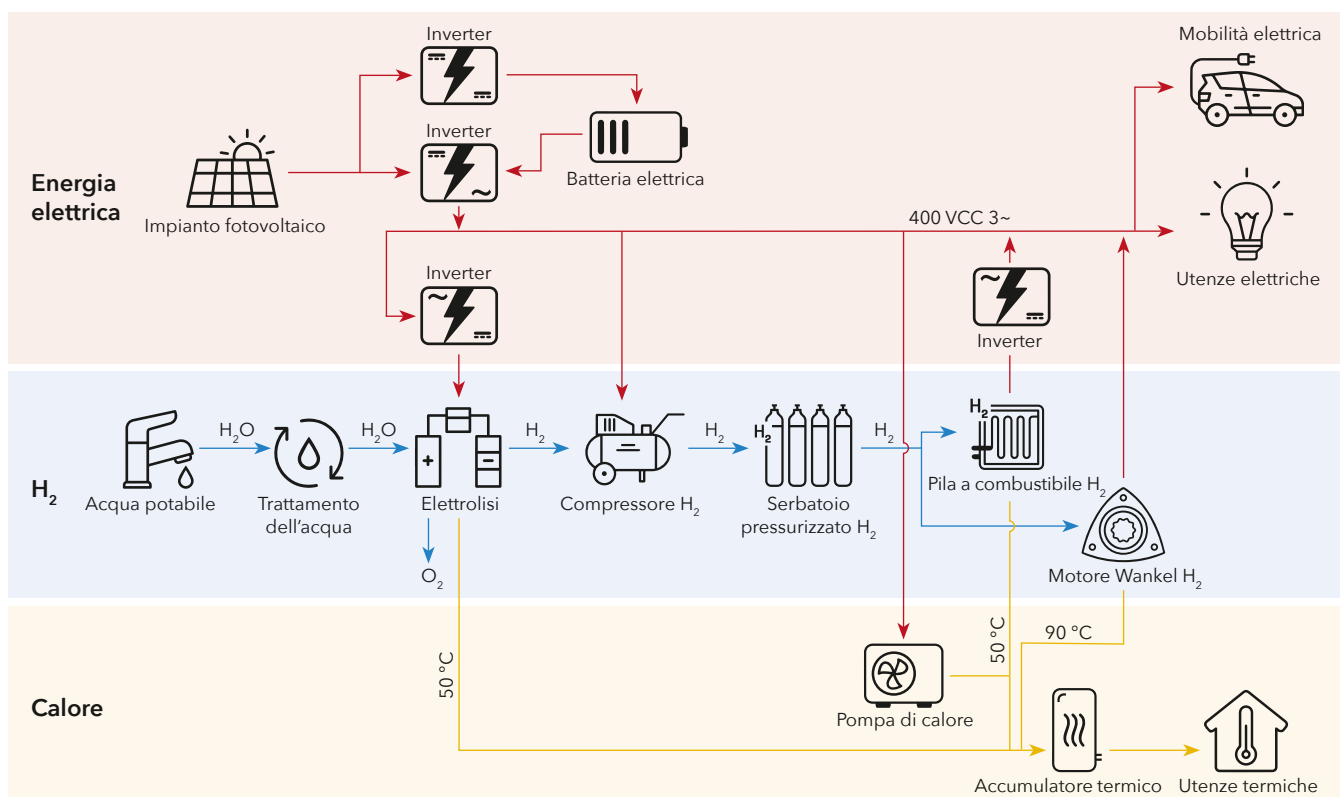 Inverter
Mobilità elettrica
Inverter
Batteria elettrica
Energia
elettrica
Impianto fotovoltaico
400 VCC 3~
Inverter
Utenze elettriche
Inverter
H₂
H₂O
H₂O
H₂
H₂
H₂
H₂
H₂
Acqua potabile
Trattamento
dell'acqua
Elettrolisi
Compressore H₂
Serbatoio
pressurizzato H₂
Pila a combustibile H₂
O₂
Motore Wankel H₂
50 °C
50 °C
90 °C
Calore
Pompa di calore
Accumulatore termico
Utenze termiche